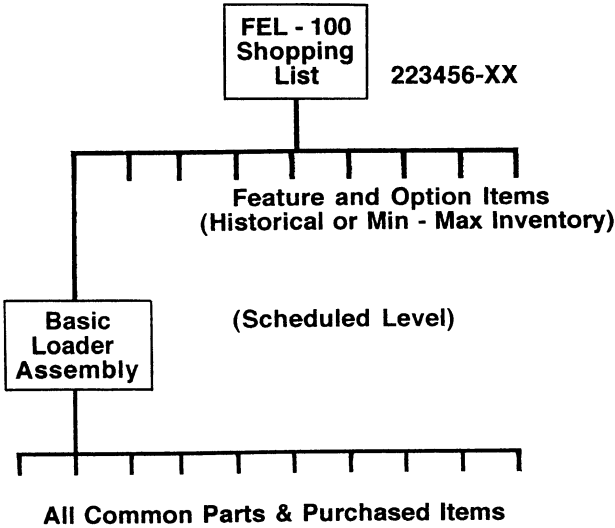 FEL - 100
Shopping
List
223456-XX
Feature and Option Items
(Historical or Min - Max Inventory)
Basic
Loader
Assembly
(Scheduled Level)
All Common Parts & Purchased Items